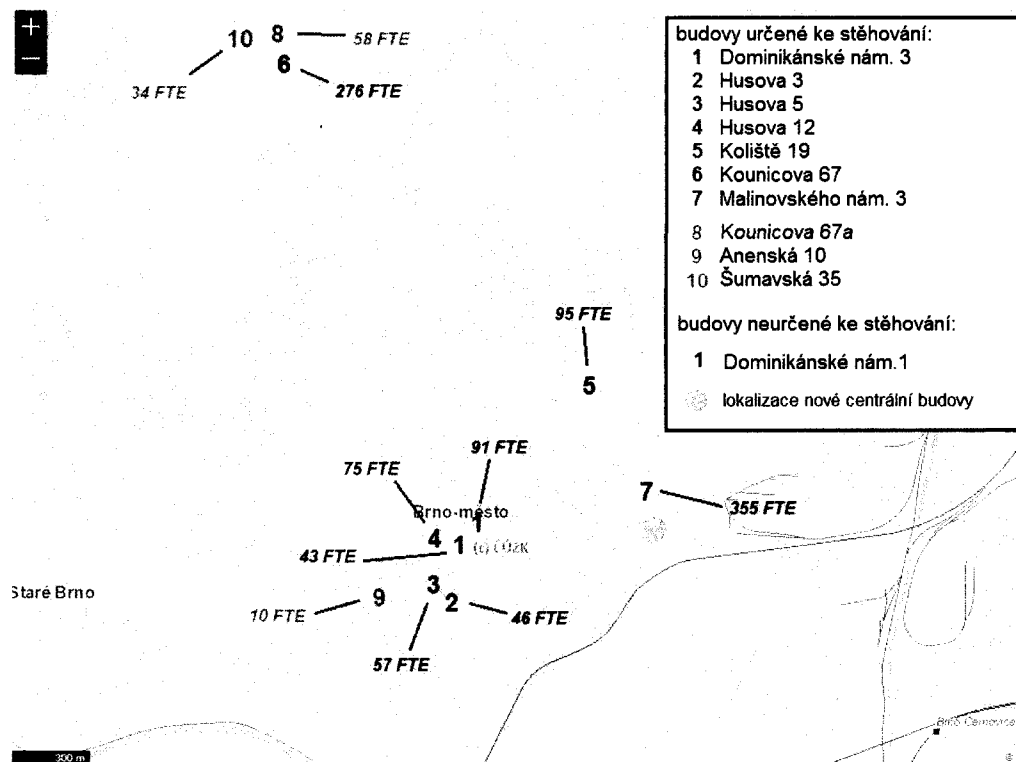 +
−
10
8
58 FTE
6
34 FTE
276 FTE
budovy určené ke stěhování:
1 Dominikánské nám. 3
2 Husova 3
3 Husova 5
4 Husova 12
5 Koliště 19
6 Kounicova 67
7 Malinovského nám. 3
8 Kounicova 67a
9 Anenská 10
10 Šumavská 35
budovy neurčené ke stěhování:
1 Dominikánské nám.1
lokalizace nové centrální budovy
95 FTE
5
91 FTE
75 FTE
7
355 FTE
Brno-město
4
1
(c) ČÚZK
43 FTE
3
Staré Brno
9
2
10 FTE
46 FTE
57 FTE
Brno Černovice
300 m